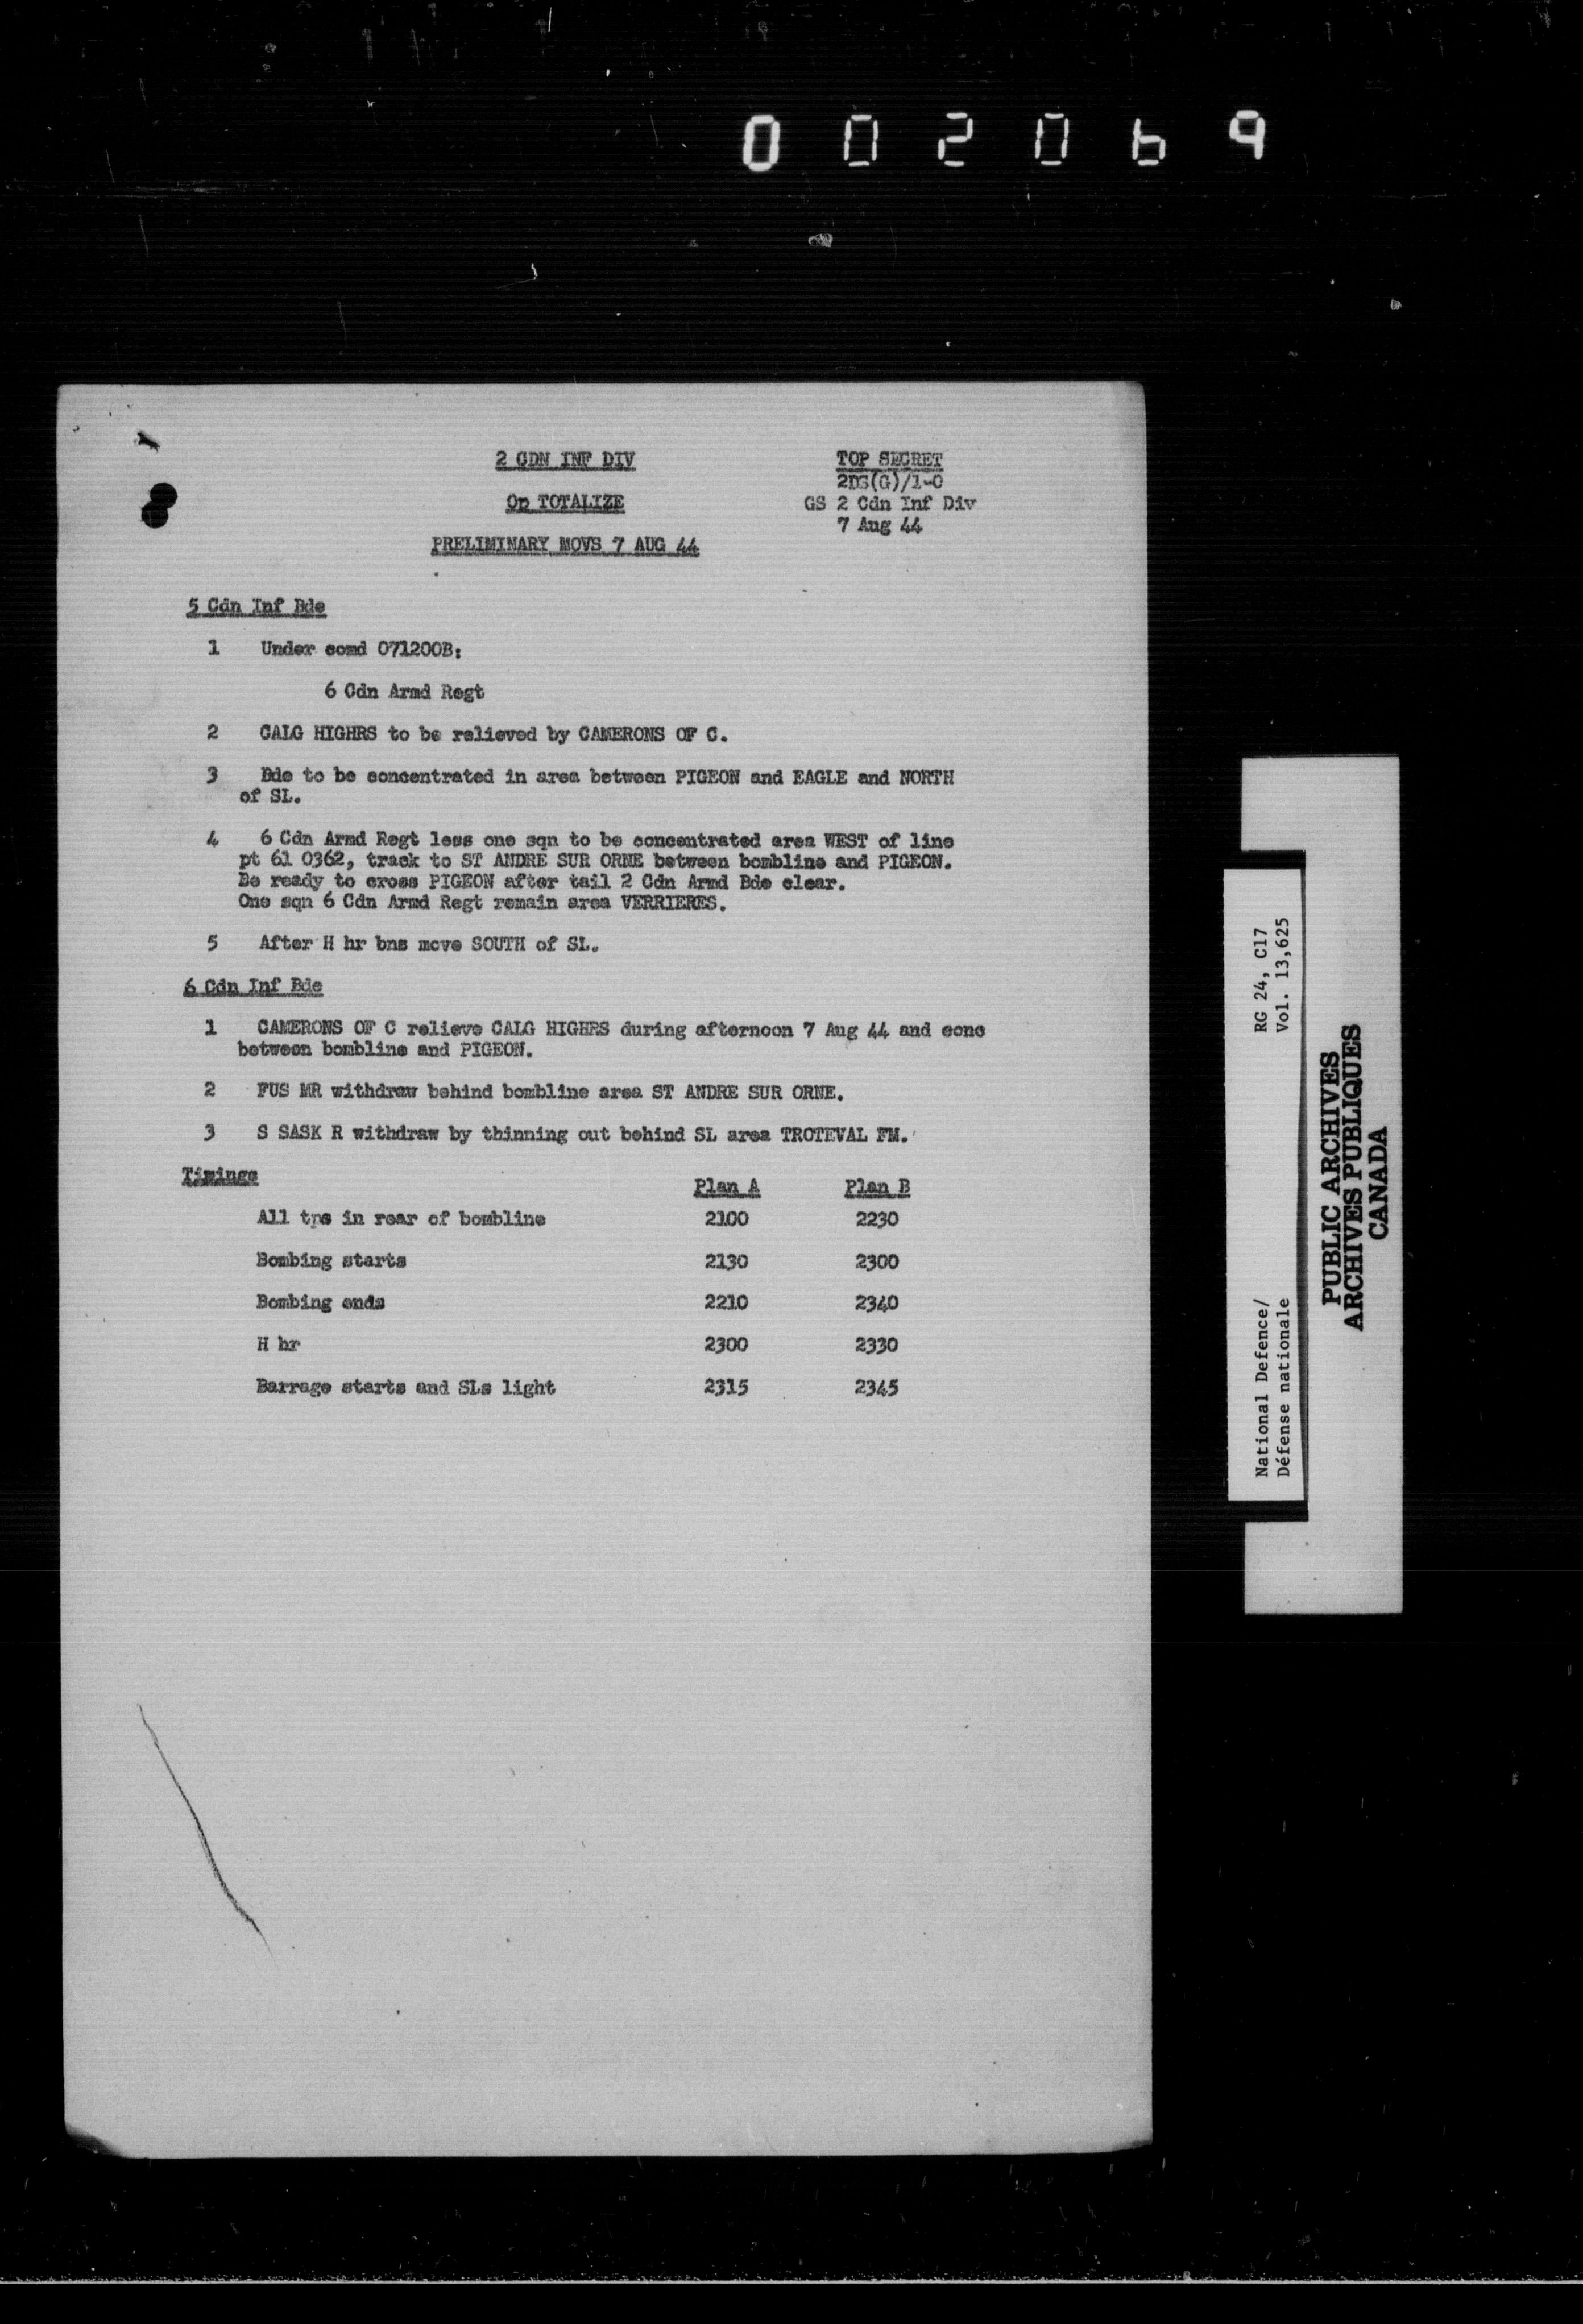 002069
2 CDN INF DIV
TOP SECRET
2DS(G)/1-0
Op TOTALIZE
GS 2 Cdn Inf Div
7 Aug 44
PRELIMINARY MOVS 7 AUG 44
5 Cdn Inf Bde
1 Under comd 071200B:
6 Cdn Armd Regt
2 CALG HIGHRS to be relieved by CAMERONS OF C.
3 Bde to be concentrated in area between PIGEON and EAGLE and NORTH
of SL.
4 6 Cdn Armd Regt less one sqn to be concentrated area WEST of line
pt 61 0362, track to ST ANDRE SUR ORNE between bombline and PIGEON.
Be ready to cross PIGEON after tail 2 Cdn Armd Bde clear.
One sqn 6 Cdn Armd Regt remain area VERRIERES.
5 After H hr bns move SOUTH of SL.
6 Cdn Inf Bde
1 CAMERONS OF C relieve CALG HIGHRS during afternoon 7 Aug 44 and conc
between bombline and PIGEON.
2 FUS MR withdraw behind bombline area ST ANDRE SUR ORNE.
3 S SASK R withdraw by thinning out behind SL area TROTEVAL FM.
Timings Plan A Plan B
All tps in rear of bombline 2100 2230
Bombing starts 2130 2300
Bombing ends 2210 2340
H hr 2300 2330
Barrage starts and SLs light 2315 2345
National Defence/ RG 24, C17
Défense nationale Vol. 13,625
PUBLIC ARCHIVES
ARCHIVES PUBLIQUES
CANADA